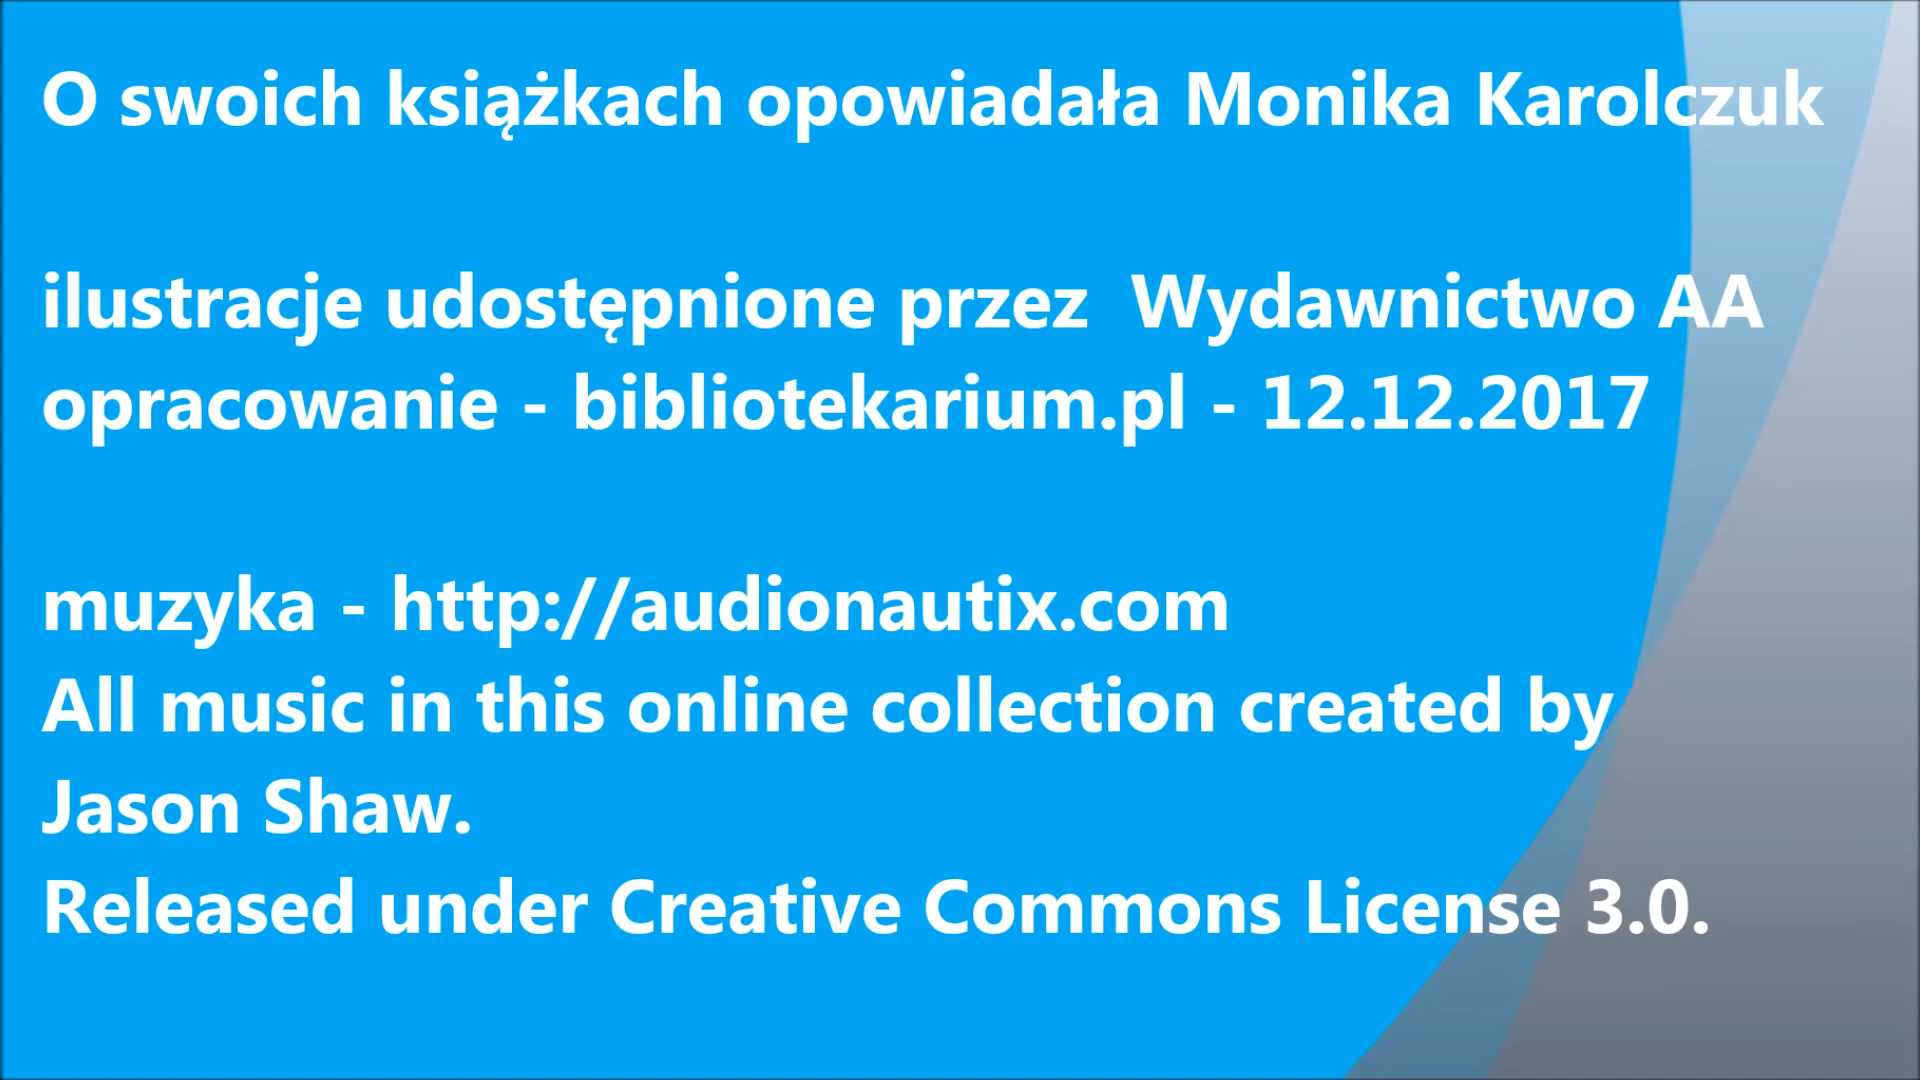 O swoich książkach opowiadała Monika Karolczuk
ilustracje udostępnione przez  Wydawnictwo AA
opracowanie - bibliotekarium.pl - 12.12.2017
muzyka - http://audionautix.com
All music in this online collection created by
Jason Shaw.
Released under Creative Commons License 3.0.